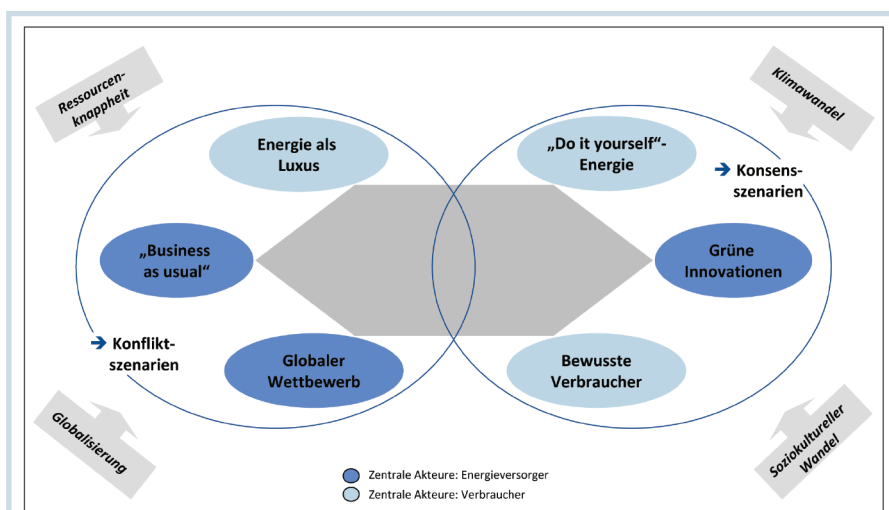 Ressourcen-
knappheit
Klimawandel
Energie als
Luxus
„Do it yourself“-
Energie
➔ Konsens-
szenarien
„Business
as usual“
Grüne
Innovationen
➔ Konflikt-
szenarien
Globaler
Wettbewerb
Bewusste
Verbraucher
Globalisierung
Soziokultureller
Wandel
Zentrale Akteure: Energieversorger
Zentrale Akteure: Verbraucher